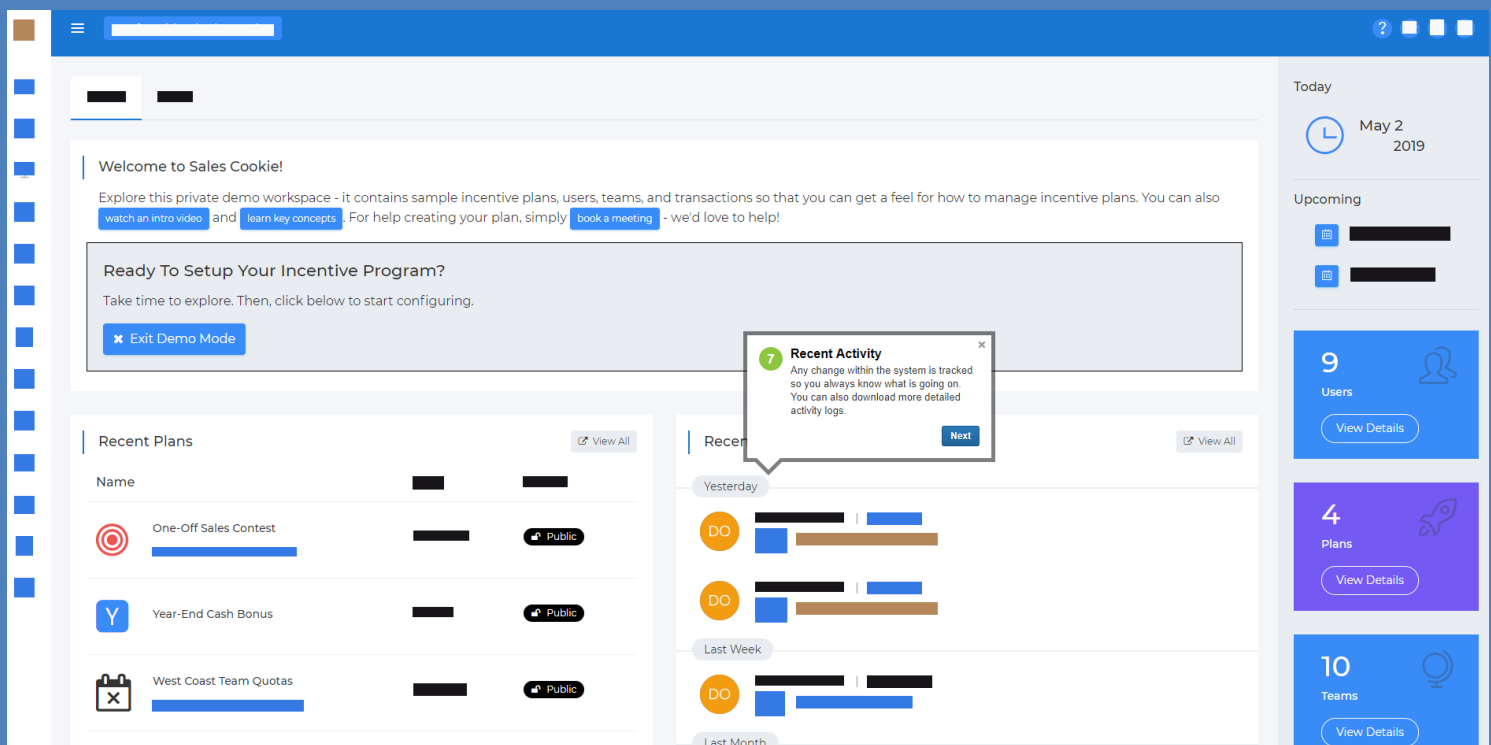 ?
Welcome to Sales Cookie!
Explore this private demo workspace - it contains sample incentive plans, users, teams, and transactions so that you can get a feel for how to manage incentive plans. You can also
watch an intro video and learn key concepts. For help creating your plan, simply book a meeting - we'd love to help!
Ready To Setup Your Incentive Program?
Take time to explore. Then, click below to start configuring.
✖ Exit Demo Mode
Recent Plans
View All
Name
One-Off Sales Contest
Public
Y
Year-End Cash Bonus
Public
West Coast Team Quotas
Public
7
Recent Activity
Any change within the system is tracked
so you always know what is going on.
You can also download more detailed
activity logs.
Next
View All
Yesterday
DO
DO
Last Week
DO
Last Month
Today
May 2
2019
Upcoming
9
Users
View Details
4
Plans
View Details
10
Teams
View Details